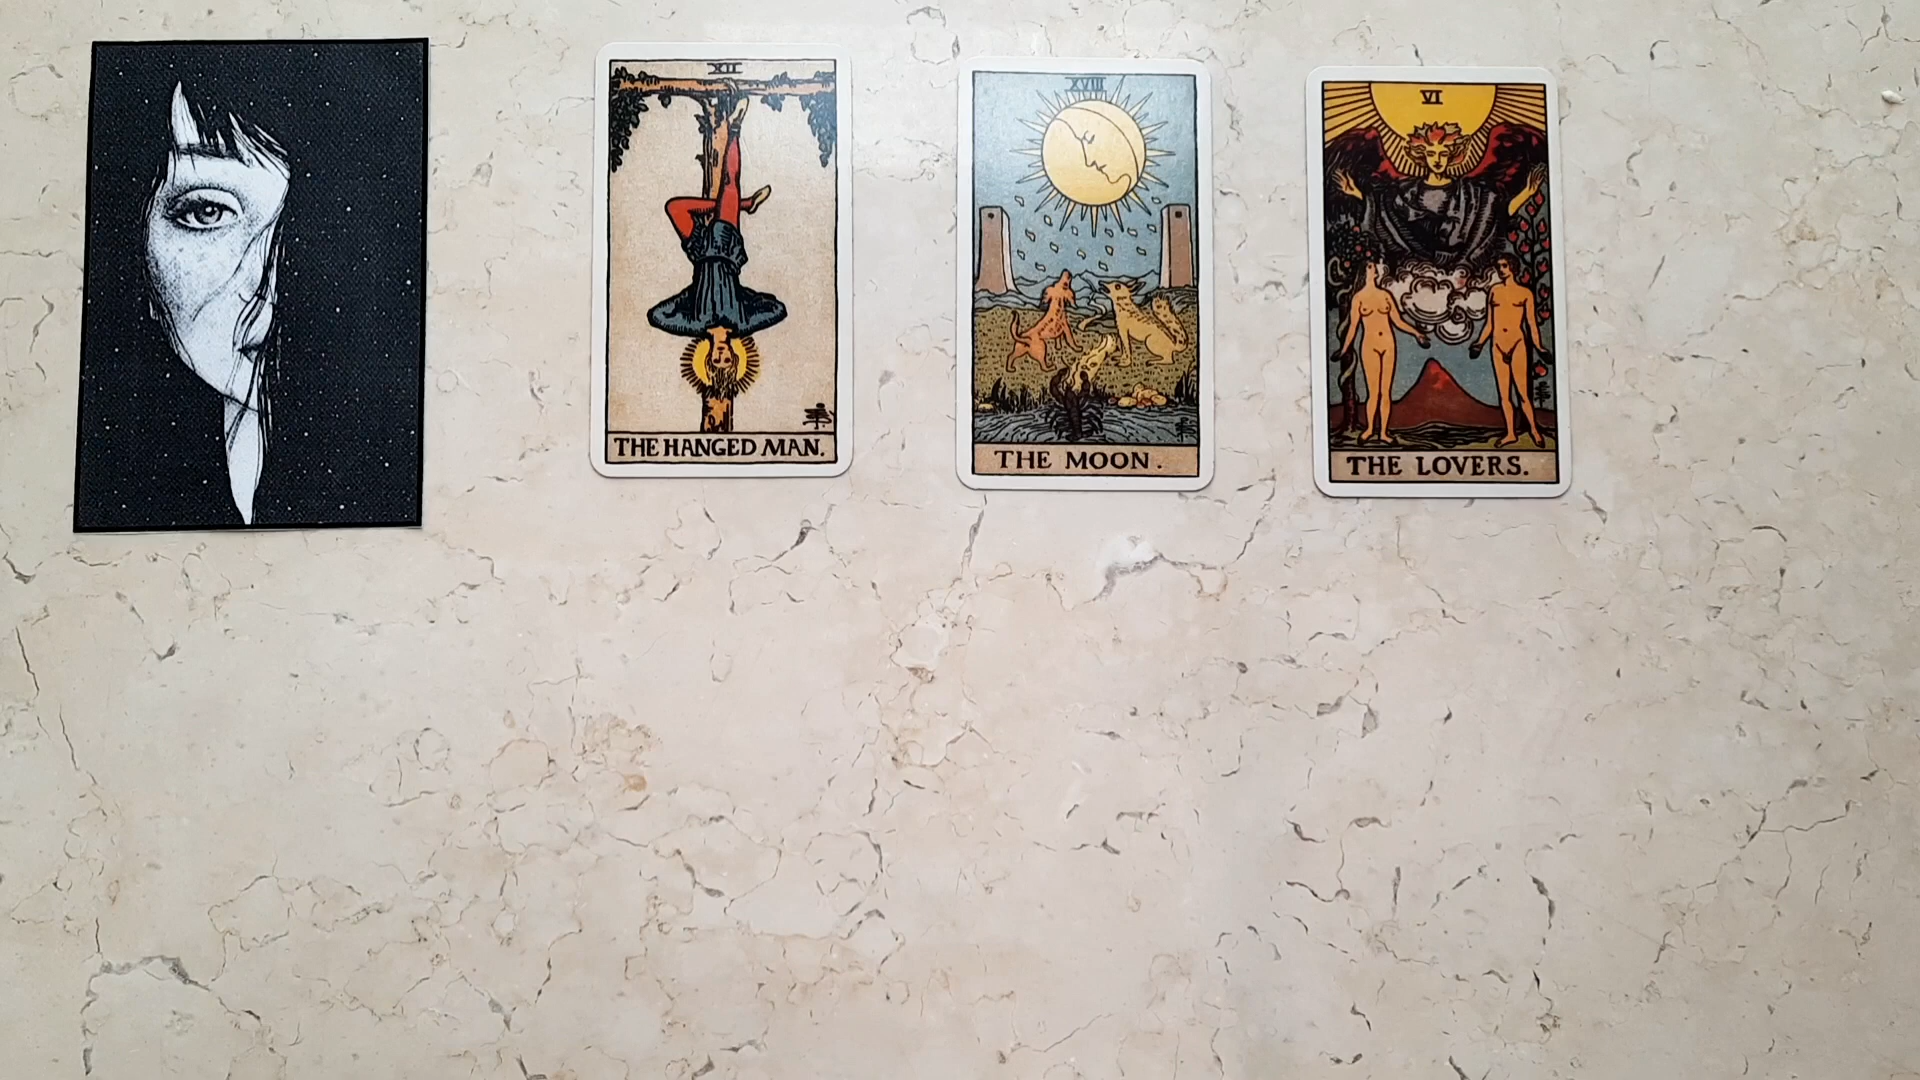 XII
THE HANGED MAN.
XVIII
THE MOON.
VI
THE LOVERS.